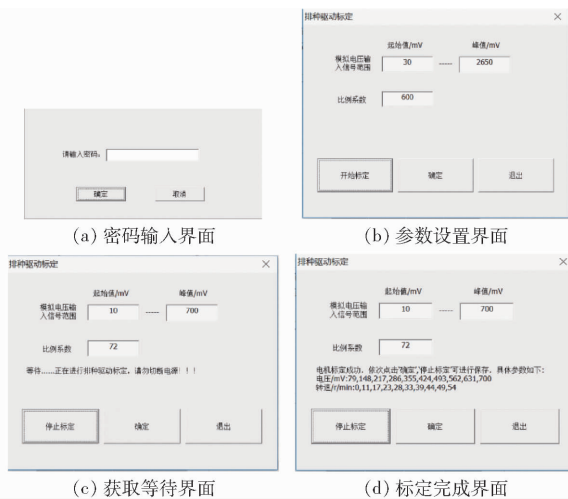 请输入密码:
确定 取消
(a) 密码输入界面
排种驱动标定
起始值/mV 峰值/mV
模拟电压输
入信号范围 30 ----- 2650
比例系数 600
开始标定 确定 退出
(b) 参数设置界面
排种驱动标定
起始值/mV 峰值/mV
模拟电压输
入信号范围 10 ----- 700
比例系数 72
等待......正在进行排种驱动标定,请勿切断电源!!!
停止标定 确定 退出
(c) 获取等待界面
排种驱动标定
起始值/mV 峰值/mV
模拟电压输
入信号范围 10 ----- 700
比例系数 72
电机标定成功,依次点击"确定","停止标定"可进行保存,具体参数如下:
电压/mV:79,148,217,286,355,424,493,562,631,700
转速/r/min:0,11,17,23,28,33,39,44,49,54
停止标定 确定 退出
(d) 标定完成界面